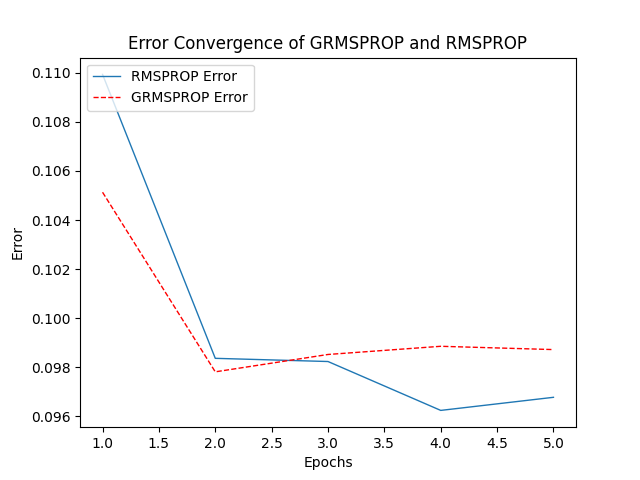 Error Convergence of GRMSPROP and RMSPROP
RMSPROP Error
GRMSPROP Error
0.110
0.108
0.106
0.104
0.102
0.100
0.098
0.096
Error
1.0 1.5 2.0 2.5 3.0 3.5 4.0 4.5 5.0
Epochs